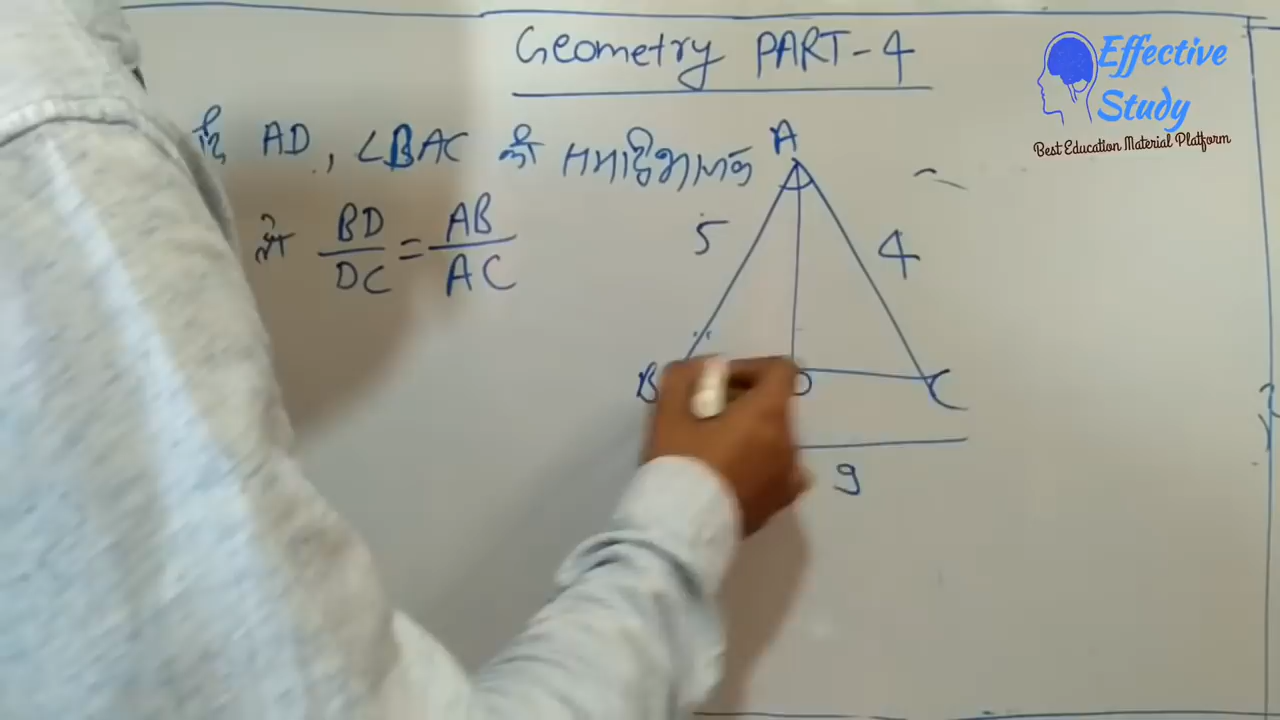 Geometry PART-4
Effective
Study
Best Education Material Platform
यदि AD, ∠BAC की समद्विभाजक
A
तो BD/DC = AB/AC
5
4
B
D
C
9